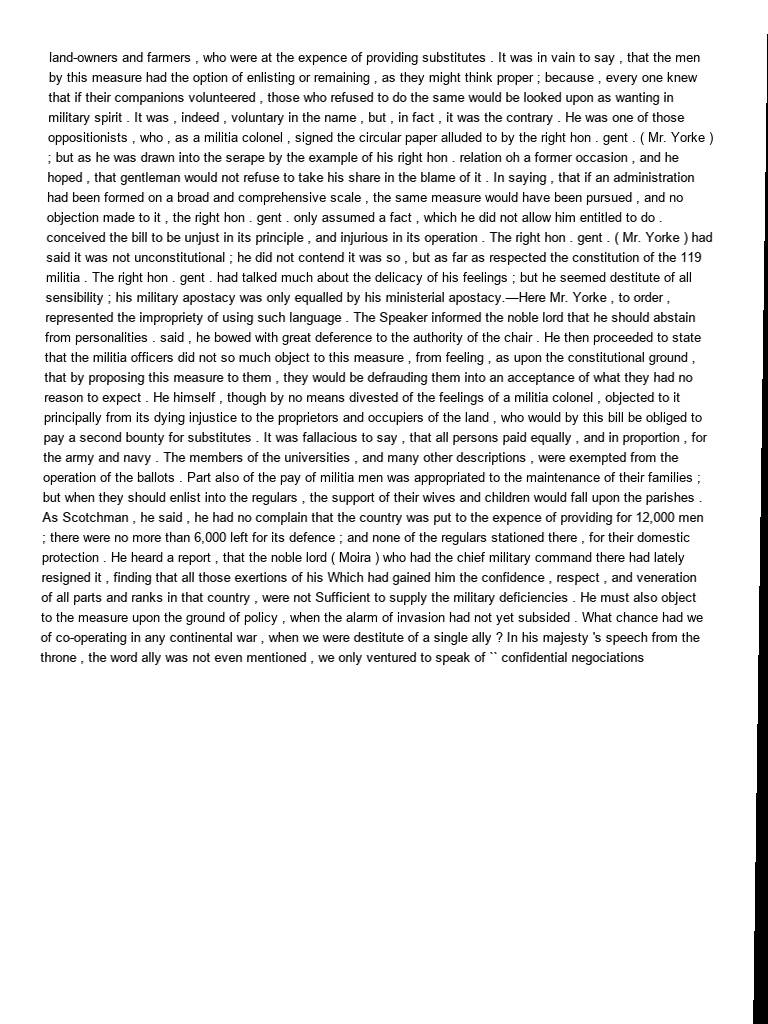 land-owners and farmers , who were at the expence of providing substitutes . It was in vain to say , that the men
by this measure had the option of enlisting or remaining , as they might think proper ; because , every one knew
that if their companions volunteered , those who refused to do the same would be looked upon as wanting in
military spirit . It was , indeed , voluntary in the name , but , in fact , it was the contrary . He was one of those
oppositionists , who , as a militia colonel , signed the circular paper alluded to by the right hon . gent . ( Mr. Yorke )
; but as he was drawn into the serape by the example of his right hon . relation oh a former occasion , and he
hoped , that gentleman would not refuse to take his share in the blame of it . In saying , that if an administration
had been formed on a broad and comprehensive scale , the same measure would have been pursued , and no
objection made to it , the right hon . gent . only assumed a fact , which he did not allow him entitled to do .
conceived the bill to be unjust in its principle , and injurious in its operation . The right hon . gent . ( Mr. Yorke ) had
said it was not unconstitutional ; he did not contend it was so , but as far as respected the constitution of the 119
militia . The right hon . gent . had talked much about the delicacy of his feelings ; but he seemed destitute of all
sensibility ; his military apostacy was only equalled by his ministerial apostacy.—Here Mr. Yorke , to order ,
represented the impropriety of using such language . The Speaker informed the noble lord that he should abstain
from personalities . said , he bowed with great deference to the authority of the chair . He then proceeded to state
that the militia officers did not so much object to this measure , from feeling , as upon the constitutional ground ,
that by proposing this measure to them , they would be defrauding them into an acceptance of what they had no
reason to expect . He himself , though by no means divested of the feelings of a militia colonel , objected to it
principally from its dying injustice to the proprietors and occupiers of the land , who would by this bill be obliged to
pay a second bounty for substitutes . It was fallacious to say , that all persons paid equally , and in proportion , for
the army and navy . The members of the universities , and many other descriptions , were exempted from the
operation of the ballots . Part also of the pay of militia men was appropriated to the maintenance of their families ;
but when they should enlist into the regulars , the support of their wives and children would fall upon the parishes .
As Scotchman , he said , he had no complain that the country was put to the expence of providing for 12,000 men
; there were no more than 6,000 left for its defence ; and none of the regulars stationed there , for their domestic
protection . He heard a report , that the noble lord ( Moira ) who had the chief military command there had lately
resigned it , finding that all those exertions of his Which had gained him the confidence , respect , and veneration
of all parts and ranks in that country , were not Sufficient to supply the military deficiencies . He must also object
to the measure upon the ground of policy , when the alarm of invasion had not yet subsided . What chance had we
of co-operating in any continental war , when we were destitute of a single ally ? In his majesty 's speech from the
throne , the word ally was not even mentioned , we only ventured to speak of `` confidential negociations